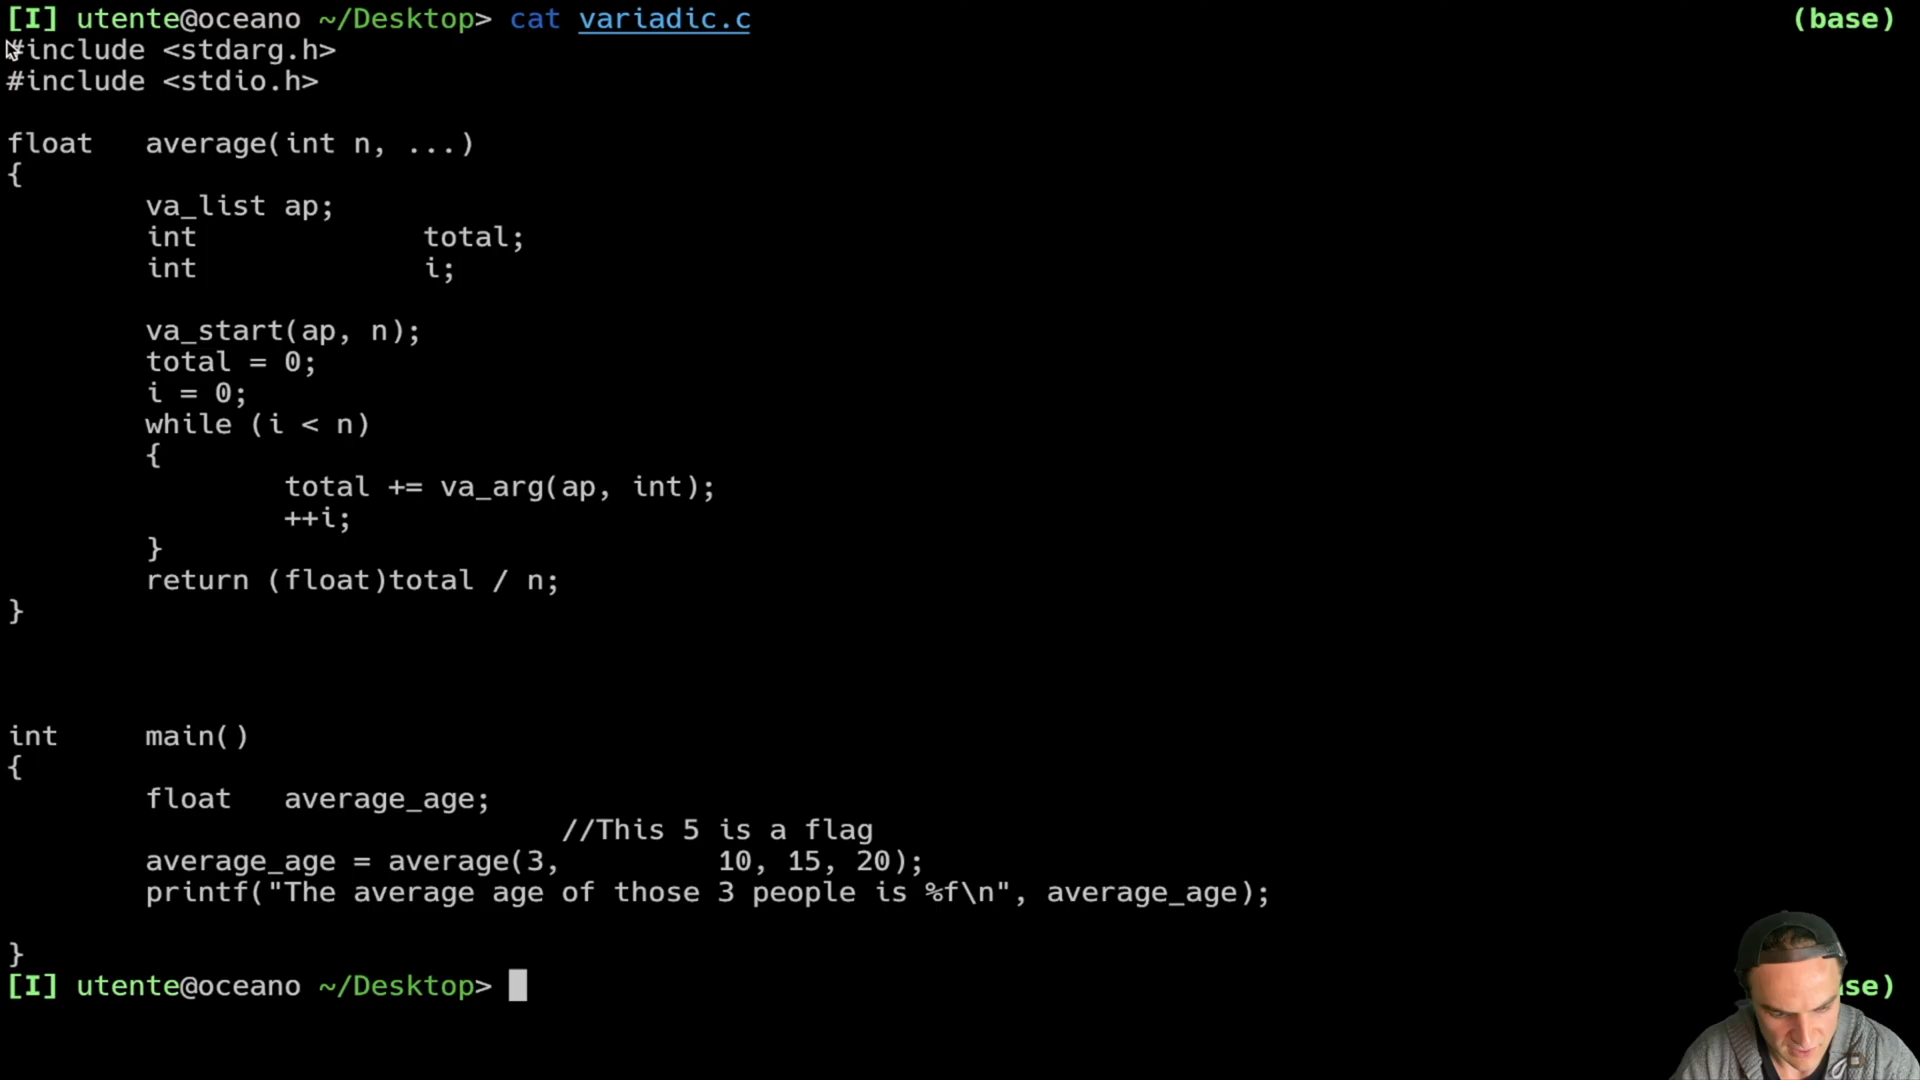 [I] utente@oceano ~/Desktop> cat variadic.c (base)
#include <stdarg.h>
#include <stdio.h>
float average(int n, ...)
{
va_list ap;
int total;
int i;
va_start(ap, n);
total = 0;
i = 0;
while (i < n)
{
total += va_arg(ap, int);
++i;
}
return (float)total / n;
}
int main()
{
float average_age;
//This 5 is a flag
average_age = average(3, 10, 15, 20);
printf("The average age of those 3 people is %f\n", average_age);
}
[I] utente@oceano ~/Desktop>